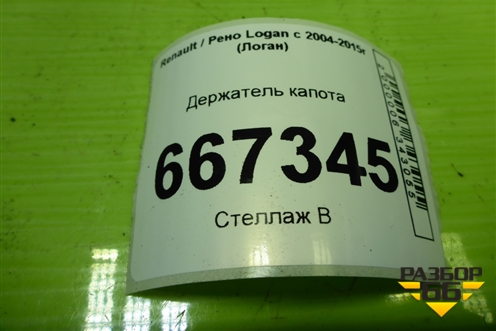 Renault / Рено Logan с 2004-2015г
(Логан)
Держатель капота
667345
Стеллаж В
РАЗБОР
66